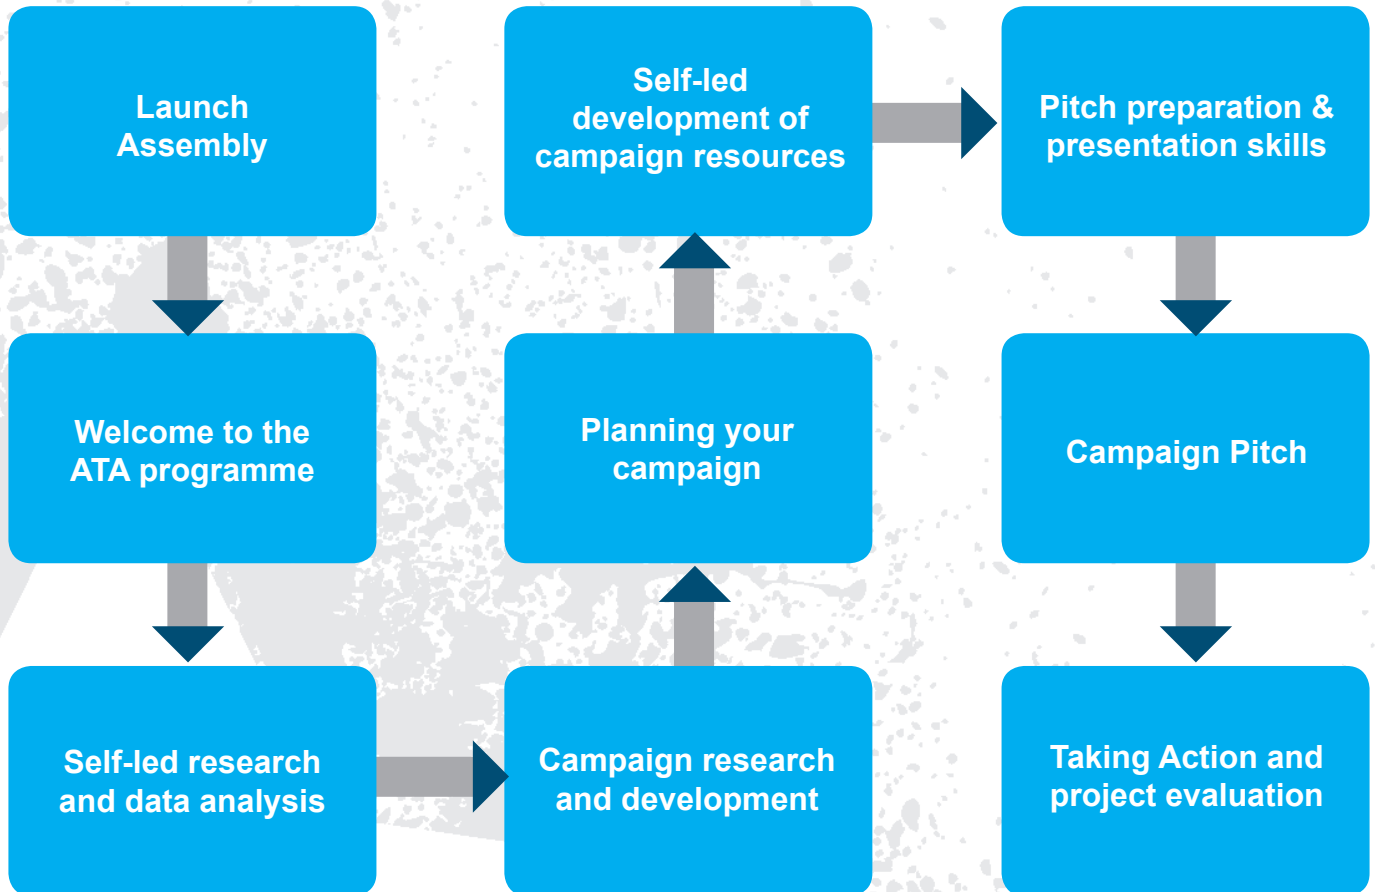 Launch
Assembly
Welcome to the
ATA programme
Self-led research
and data analysis
Campaign research
and development
Planning your
campaign
Self-led
development of
campaign resources
Pitch preparation &
presentation skills
Campaign Pitch
Taking Action and
project evaluation